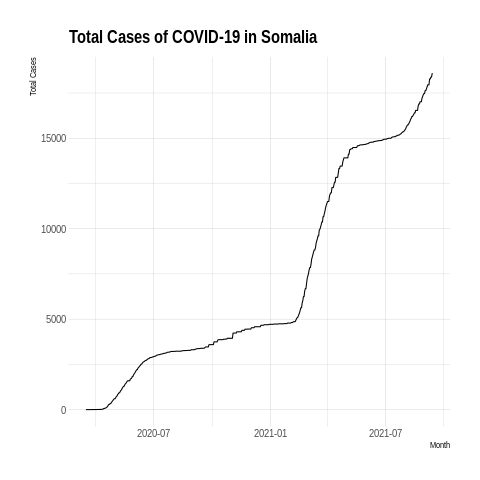 Total Cases of COVID-19 in Somalia
Total Cases
15000
10000
5000
0
2020-07
2021-01
2021-07
Month